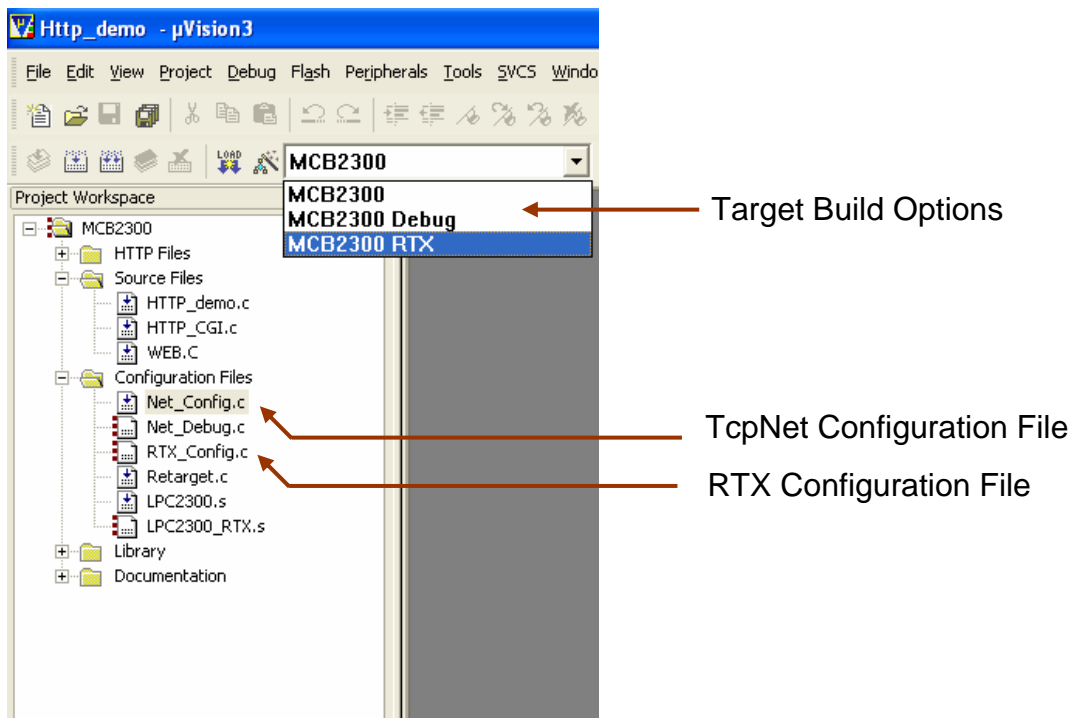 Http_demo - µVision3
File Edit View Project Debug Flash Peripherals Tools SVCS Windo
LOAD MCB2300
Project Workspace
MCB2300
MCB2300 Debug
MCB2300 RTX
Target Build Options
MCB2300
HTTP Files
Source Files
HTTP_demo.c
HTTP_CGI.c
WEB.C
Configuration Files
Net_Config.c
Net_Debug.c
RTX_Config.c
Retarget.c
LPC2300.s
LPC2300_RTX.s
Library
Documentation
TcpNet Configuration File
RTX Configuration File